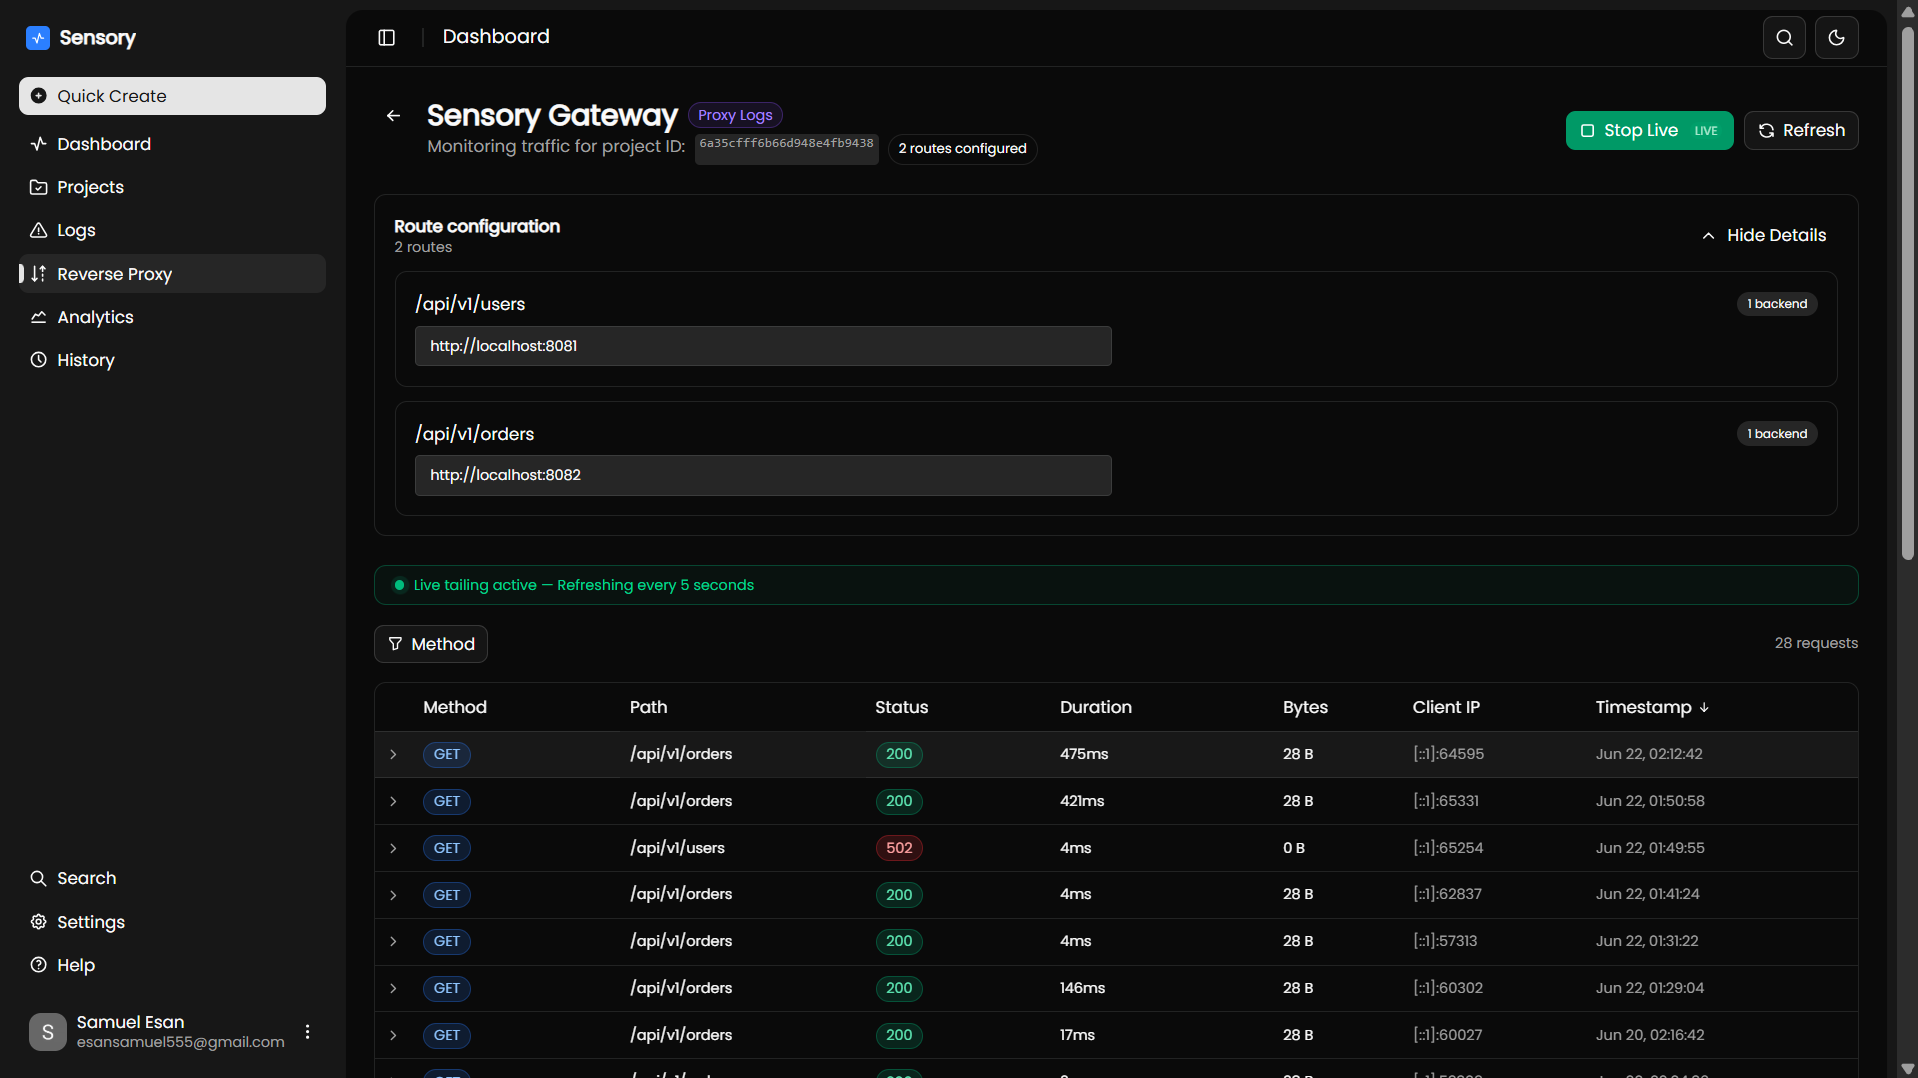 Sensory
Quick Create
Dashboard
Projects
Logs
Reverse Proxy
Analytics
History
Search
Settings
Help
S
Samuel Esan
esansamuel555@gmail.com
Dashboard
Sensory Gateway Proxy Logs
Monitoring traffic for project ID: 6a35cfff6b66d948e4fb9438 2 routes configured
Stop Live LIVE
Refresh
Route configuration
2 routes
Hide Details
/api/v1/users 1 backend
http://localhost:8081
/api/v1/orders 1 backend
http://localhost:8082
Live tailing active — Refreshing every 5 seconds
Method 28 requests
Method Path Status Duration Bytes Client IP Timestamp ↓
GET /api/v1/orders 200 475ms 28 B [::1]:64595 Jun 22, 02:12:42
GET /api/v1/orders 200 421ms 28 B [::1]:65331 Jun 22, 01:50:58
GET /api/v1/users 502 4ms 0 B [::1]:65254 Jun 22, 01:49:55
GET /api/v1/orders 200 4ms 28 B [::1]:62837 Jun 22, 01:41:24
GET /api/v1/orders 200 4ms 28 B [::1]:57313 Jun 22, 01:31:22
GET /api/v1/orders 200 146ms 28 B [::1]:60302 Jun 22, 01:29:04
GET /api/v1/orders 200 17ms 28 B [::1]:60027 Jun 20, 02:16:42